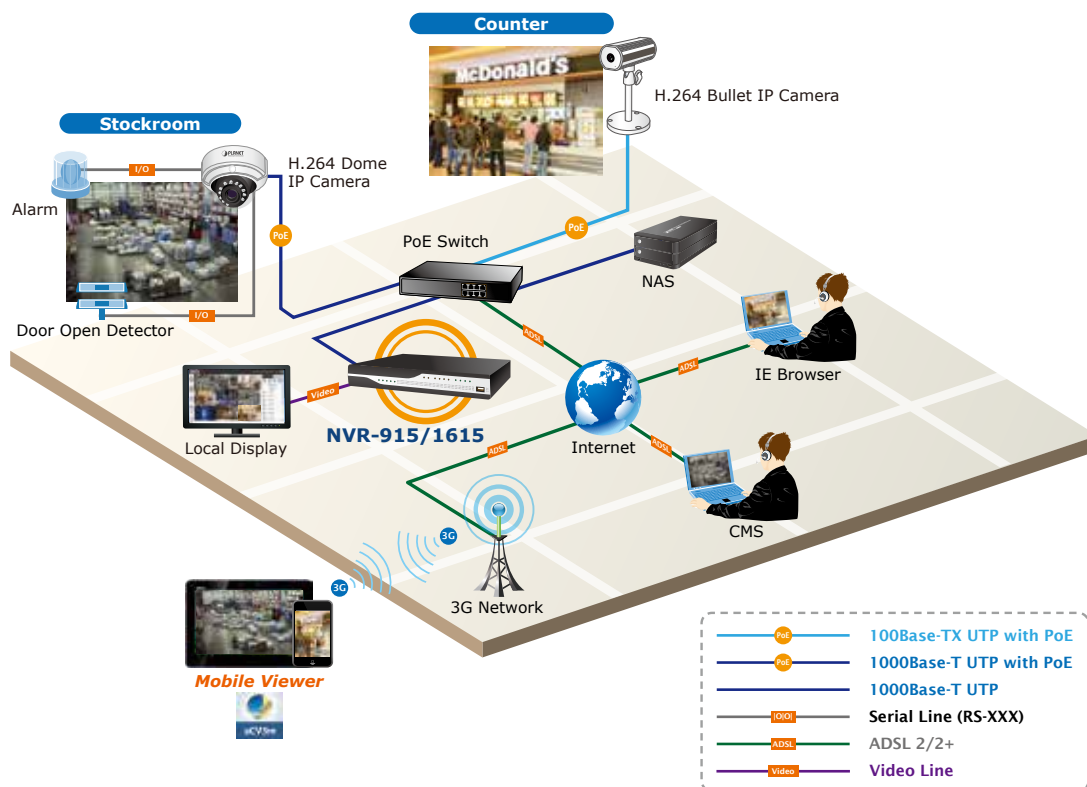 Counter
McDonald's
H.264 Bullet IP Camera
Stockroom
I/O
PLANET
H.264 Dome
IP Camera
Alarm
PoE
PoE
PoE Switch
NAS
I/O
Door Open Detector
ADSL
ADSL
IE Browser
Video
Local Display
NVR-915/1615
ADSL
Internet
ADSL
CMS
3G
3G
3G Network
Mobile Viewer
PoE
100Base-TX UTP with PoE
PoE
1000Base-T UTP with PoE
1000Base-T UTP
|O|O|
Serial Line (RS-XXX)
ADSL
ADSL 2/2+
Video
Video Line